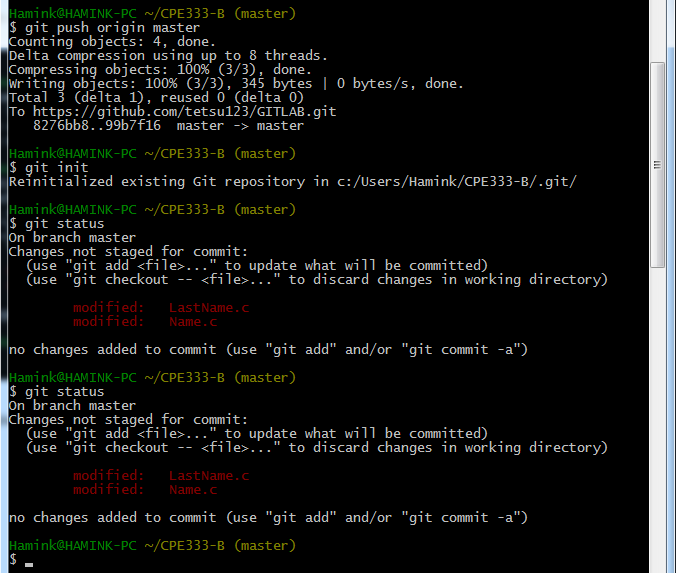 Hamink@HAMINK-PC ~/CPE333-B (master)
$ git push origin master
Counting objects: 4, done.
Delta compression using up to 8 threads.
Compressing objects: 100% (3/3), done.
Writing objects: 100% (3/3), 345 bytes | 0 bytes/s, done.
Total 3 (delta 1), reused 0 (delta 0)
To https://github.com/tetsu123/GITLAB.git
   8276bb8..99b7f16  master -> master

Hamink@HAMINK-PC ~/CPE333-B (master)
$ git init
Reinitialized existing Git repository in c:/Users/Hamink/CPE333-B/.git/

Hamink@HAMINK-PC ~/CPE333-B (master)
$ git status
On branch master
Changes not staged for commit:
  (use "git add <file>..." to update what will be committed)
  (use "git checkout -- <file>..." to discard changes in working directory)

        modified:   LastName.c
        modified:   Name.c

no changes added to commit (use "git add" and/or "git commit -a")

Hamink@HAMINK-PC ~/CPE333-B (master)
$ git status
On branch master
Changes not staged for commit:
  (use "git add <file>..." to update what will be committed)
  (use "git checkout -- <file>..." to discard changes in working directory)

        modified:   LastName.c
        modified:   Name.c

no changes added to commit (use "git add" and/or "git commit -a")

Hamink@HAMINK-PC ~/CPE333-B (master)
$